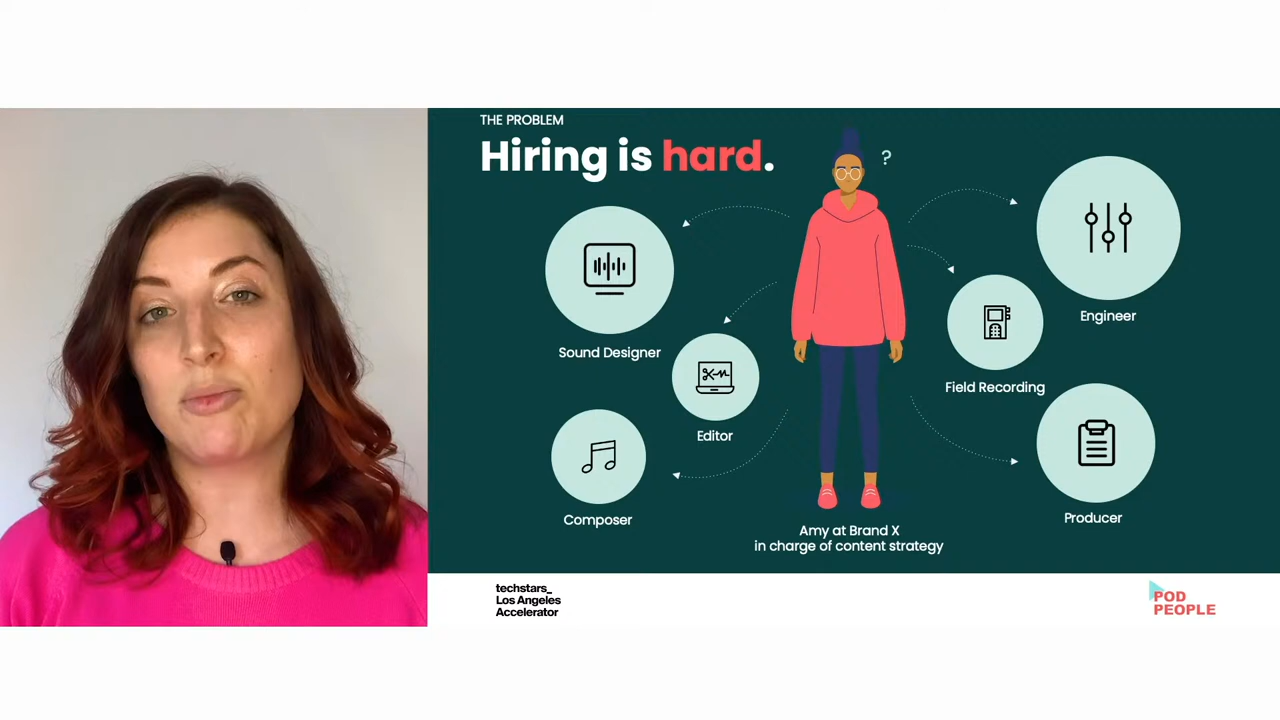 THE PROBLEM
Hiring is hard.
?
Sound Designer
Editor
Composer
Engineer
Field Recording
Producer
Amy at Brand X
in charge of content strategy
techstars_
Los Angeles
Accelerator
POD
PEOPLE